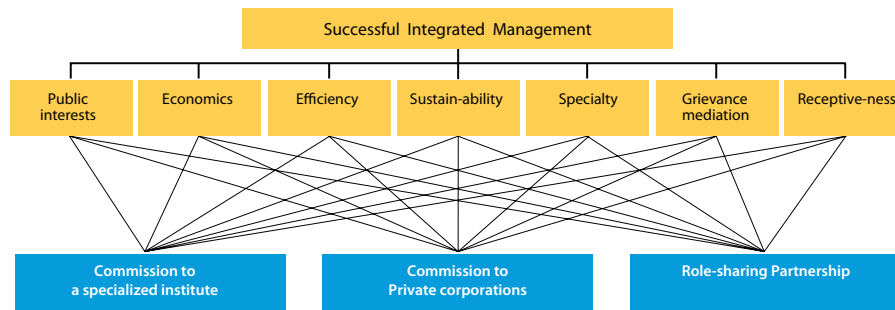 Successful Integrated Management
Public
interests
Economics
Efficiency
Sustain-ability
Specialty
Grievance
mediation
Receptive-ness
Commission to
a specialized institute
Commission to
Private corporations
Role-sharing Partnership